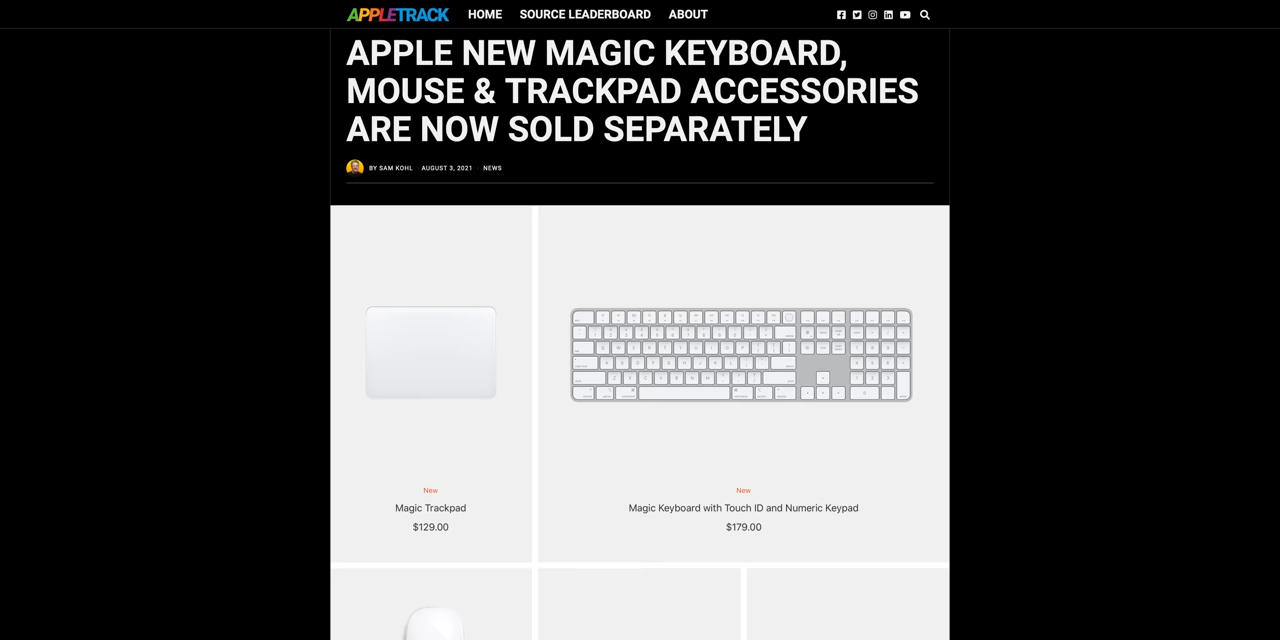 APPLETRACK
HOME
SOURCE LEADERBOARD
ABOUT
APPLE NEW MAGIC KEYBOARD,
MOUSE & TRACKPAD ACCESSORIES
ARE NOW SOLD SEPARATELY
BY SAM KOHL
AUGUST 3, 2021
NEWS
New
Magic Trackpad
$129.00
New
Magic Keyboard with Touch ID and Numeric Keypad
$179.00